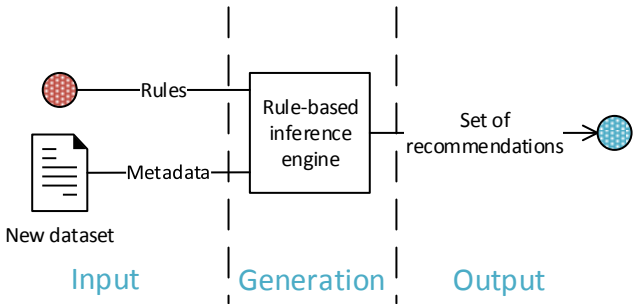 Rules
Rule-based
inference
engine
Set of
recommendations
Metadata
New dataset
Input
Generation
Output